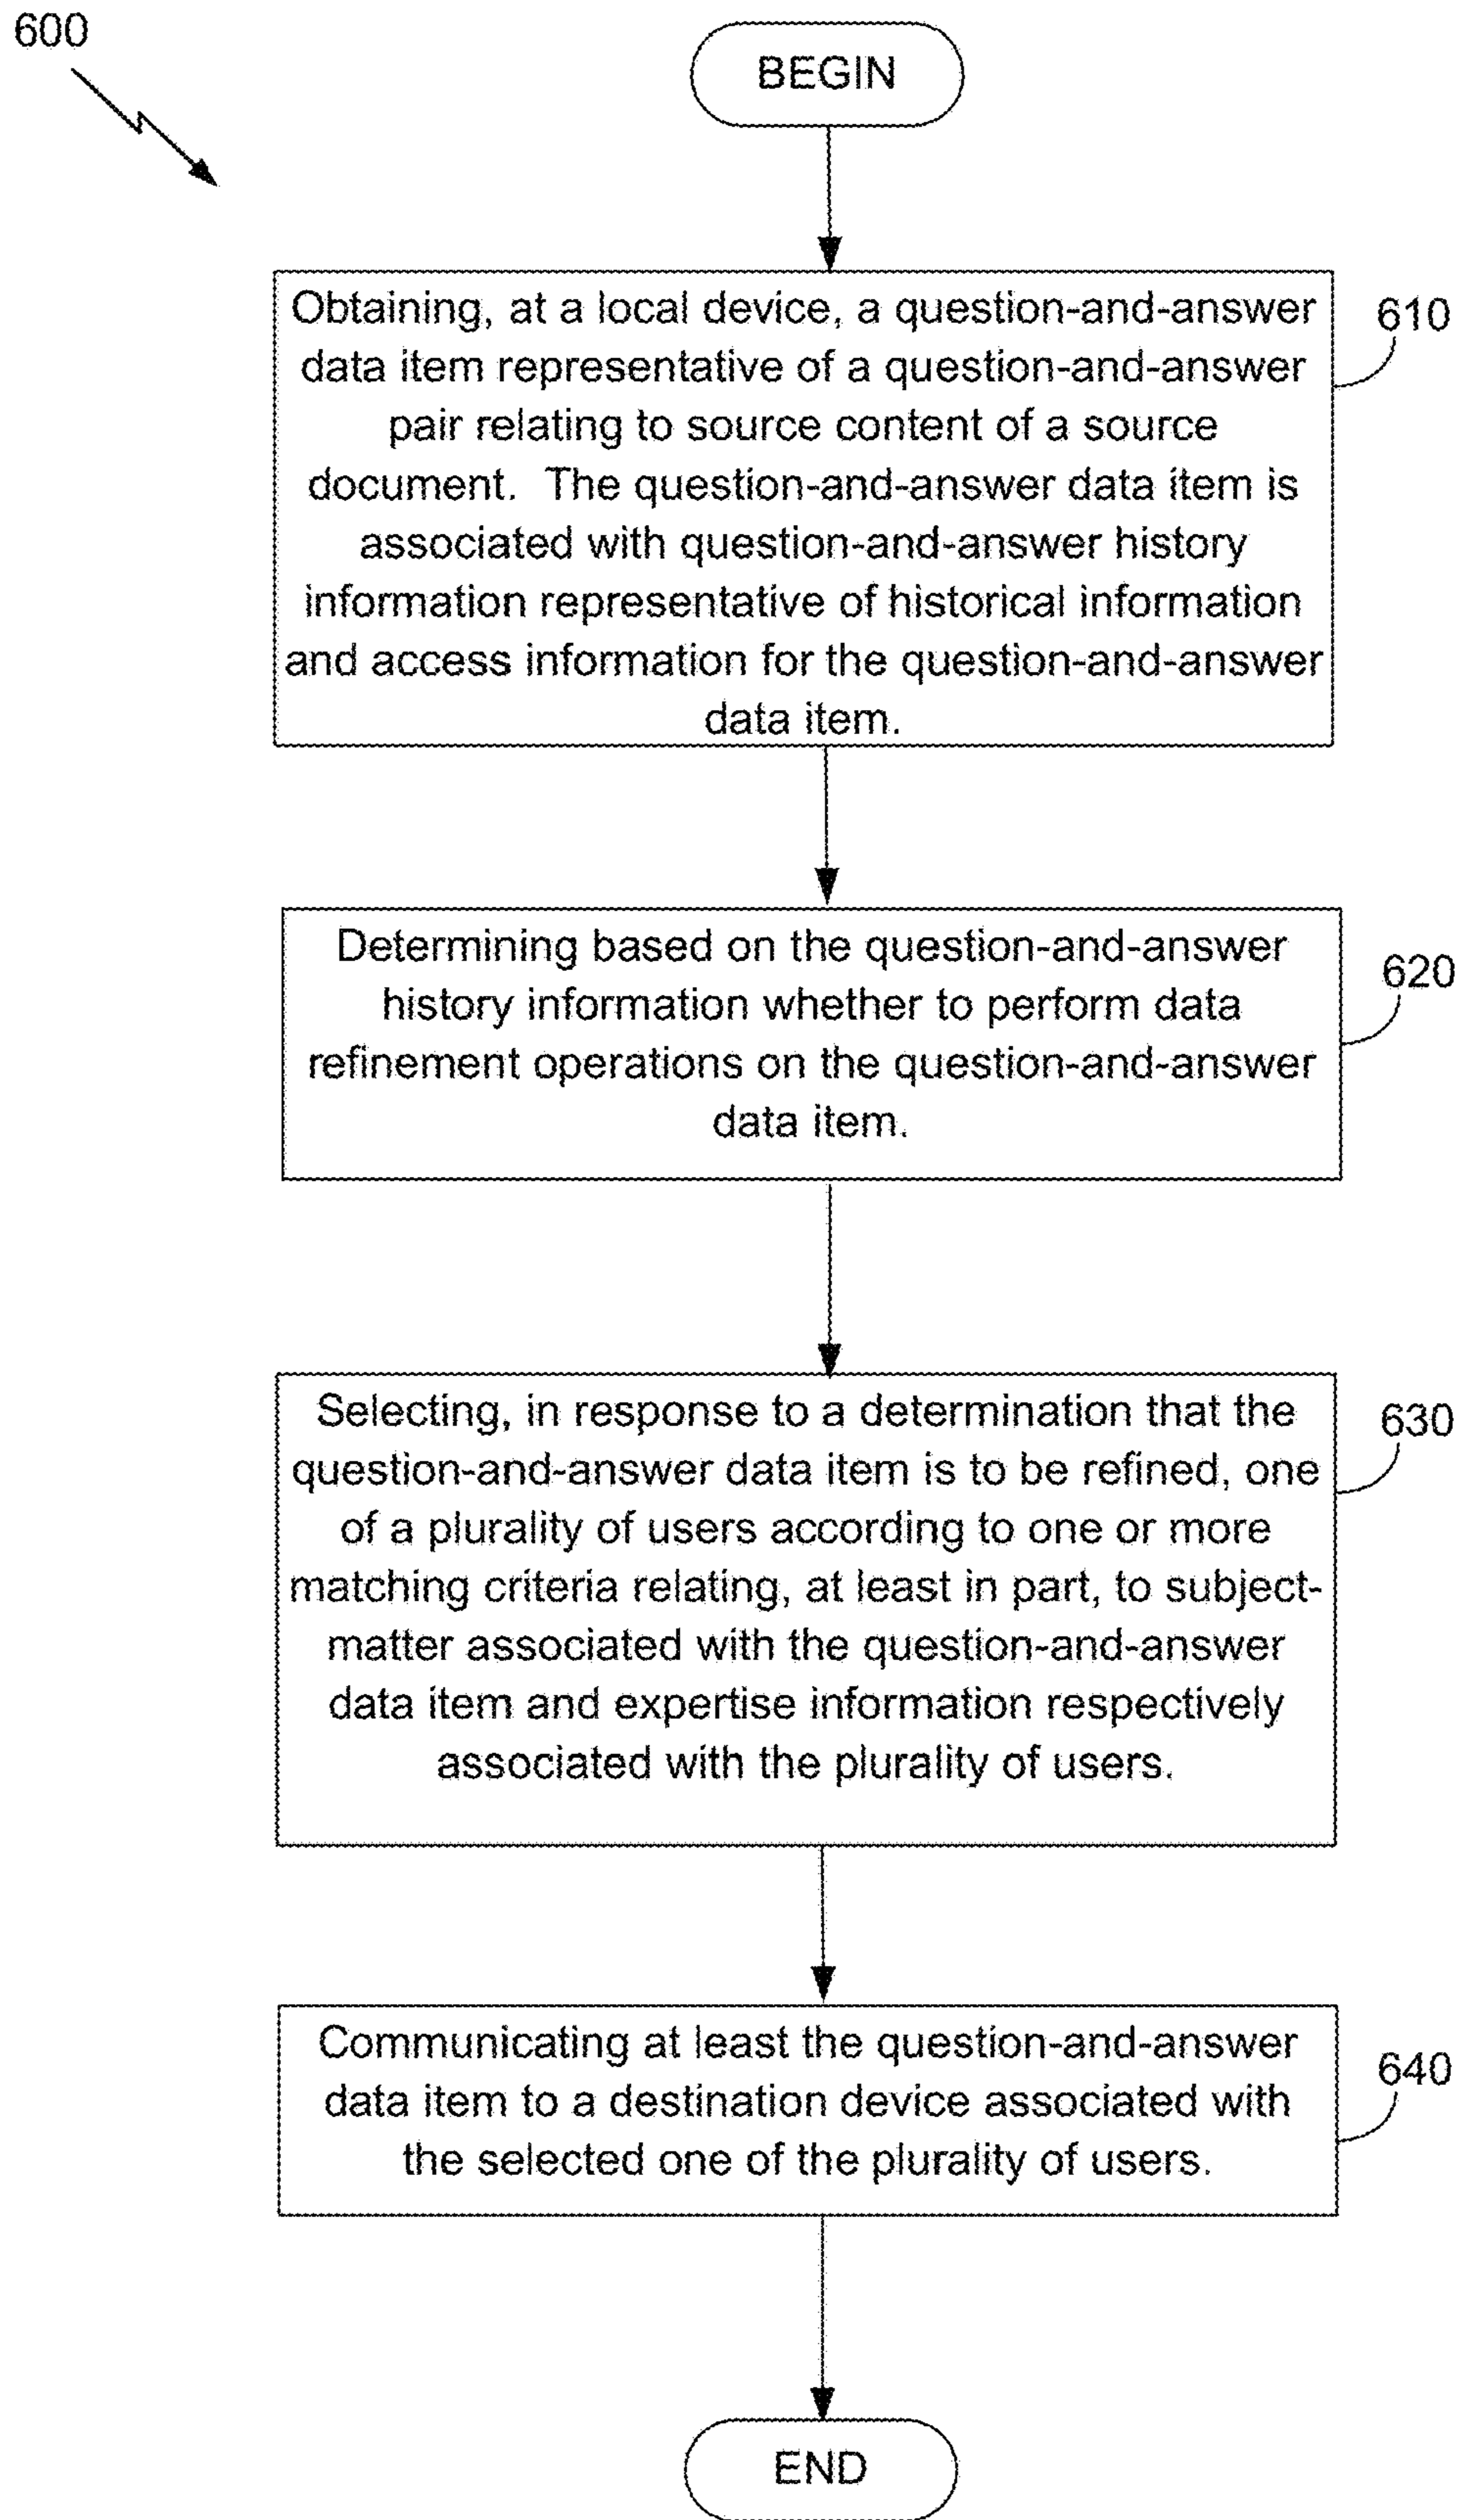 600
BEGIN
Obtaining, at a local device, a question-and-answer
data item representative of a question-and-answer
pair relating to source content of a source
document. The question-and-answer data item is
associated with question-and-answer history
information representative of historical information
and access information for the question-and-answer
data item.
610
Determining based on the question-and-answer
history information whether to perform data
refinement operations on the question-and-answer
data item.
620
Selecting, in response to a determination that the
question-and-answer data item is to be refined, one
of a plurality of users according to one or more
matching criteria relating, at least in part, to subject-
matter associated with the question-and-answer
data item and expertise information respectively
associated with the plurality of users.
630
Communicating at least the question-and-answer
data item to a destination device associated with
the selected one of the plurality of users.
640
END